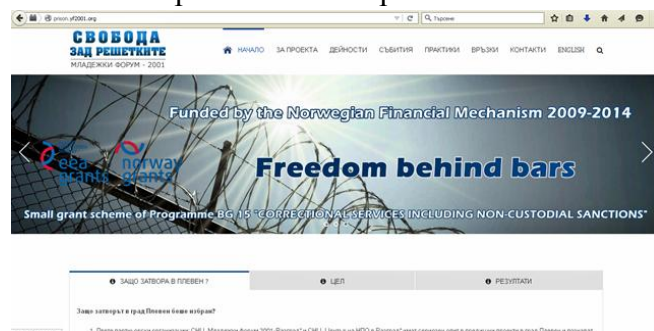 prison.yf2001.org
Търсене
СВОБОДА
ЗАД РЕШЕТКИТЕ
МЛАДЕЖКИ ФОРУМ - 2001
НАЧАЛО ЗА ПРОЕКТА ДЕЙНОСТИ СЪБИТИЯ ПРАКТИКИ ВРЪЗКИ КОНТАКТИ ENGLISH
Funded by the Norwegian Financial Mechanism 2009-2014
eea grants
norway grants
Freedom behind bars
Small grant scheme of Programme BG 15 "CORRECTIONAL SERVICES INCLUDING NON-CUSTODIAL SANCTIONS"
ЗАЩО ЗАТВОРА В ПЛЕВЕН ?
ЦЕЛ
РЕЗУЛТАТИ
Защо затворът в град Плевен беше избран?